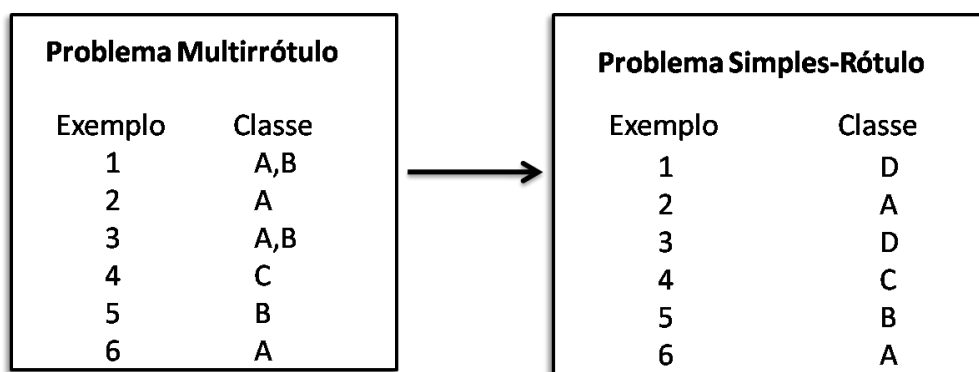 Problema Multirrótulo
Exemplo Classe
1 A,B
2 A
3 A,B
4 C
5 B
6 A
Problema Simples-Rótulo
Exemplo Classe
1 D
2 A
3 D
4 C
5 B
6 A